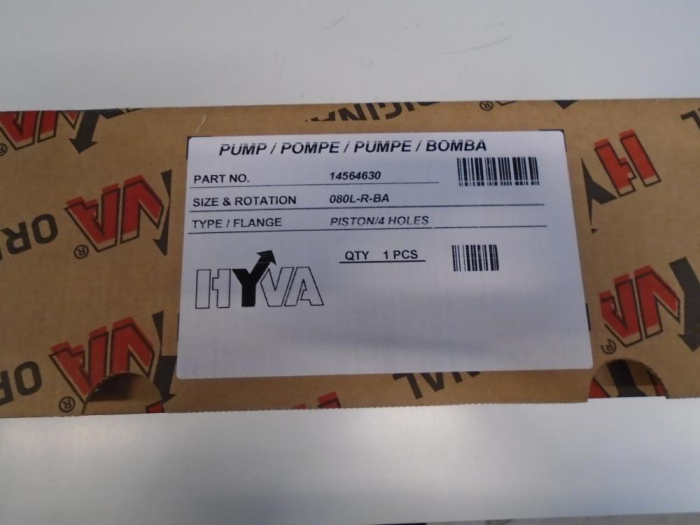 PUMP / POMPE / PUMPE / BOMBA
PART NO. 14564630
SIZE & ROTATION 080L-R-BA
TYPE / FLANGE PISTON/4 HOLES
QTY 1 PCS
HYVA